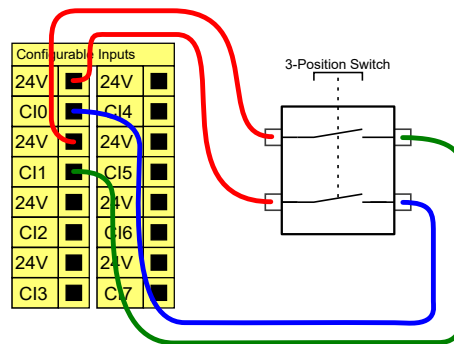 Configurable Inputs
3-Position Switch
24V 24V
CI0 CI4
24V 24V
CI1 CI5
24V 24V
CI2 CI6
24V 24V
CI3 CI7